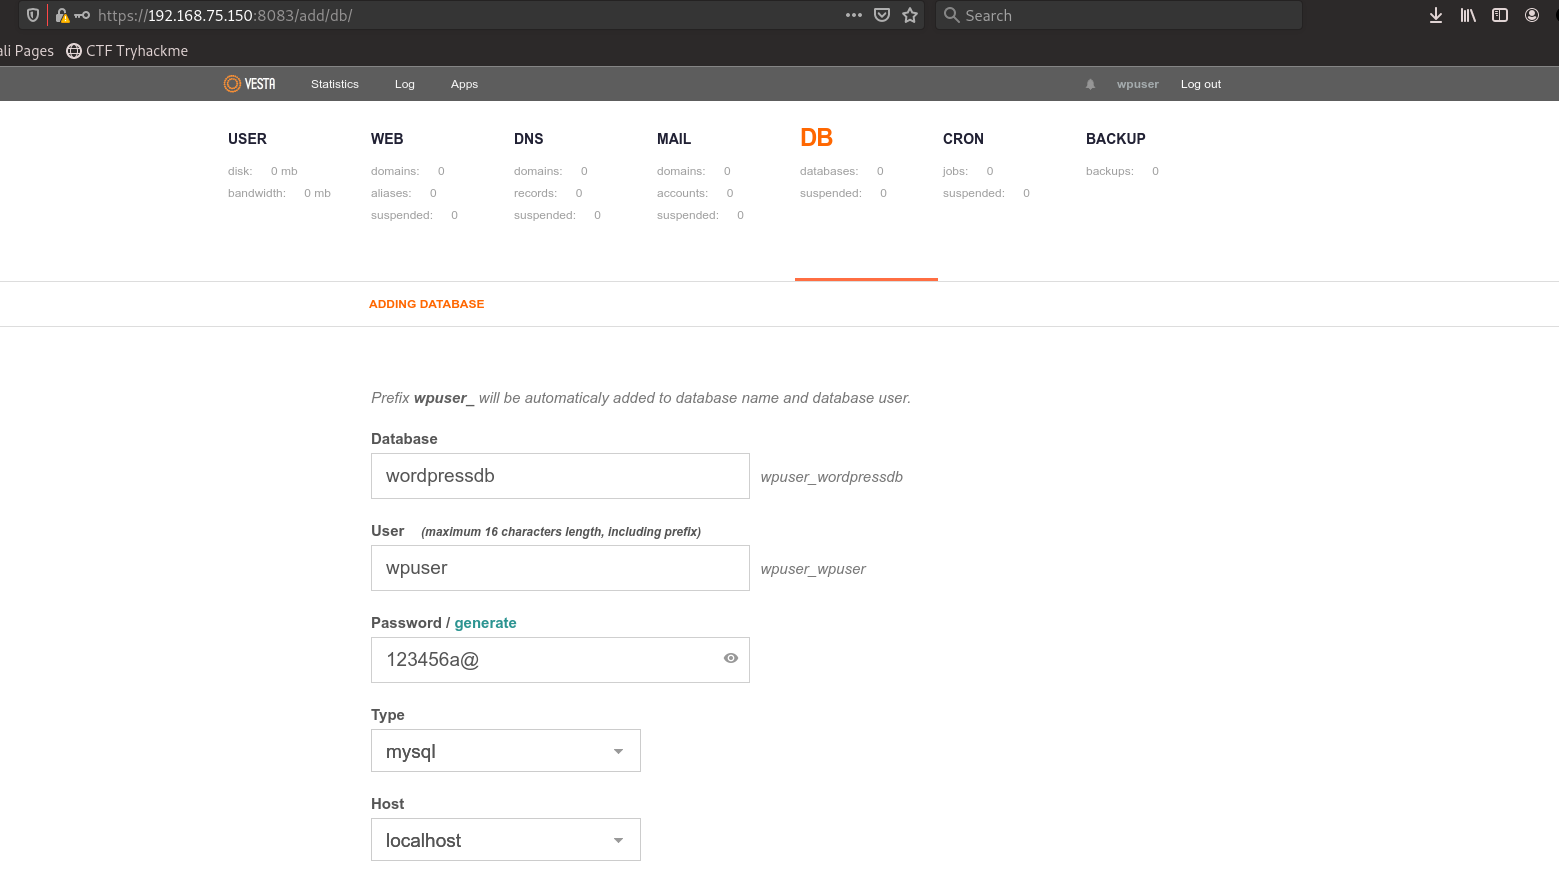 https://192.168.75.150:8083/add/db/
Search
ali Pages CTF Tryhackme
VESTA Statistics Log Apps wpuser Log out
USER WEB DNS MAIL DB CRON BACKUP
disk: 0 mb domains: 0 domains: 0 domains: 0 databases: 0 jobs: 0 backups: 0
bandwidth: 0 mb aliases: 0 records: 0 accounts: 0 suspended: 0 suspended: 0
suspended: 0 suspended: 0 suspended: 0
ADDING DATABASE
Prefix wpuser_ will be automaticaly added to database name and database user.
Database
wordpressdb wpuser_wordpressdb
User (maximum 16 characters length, including prefix)
wpuser wpuser_wpuser
Password / generate
123456a@
Type
mysql
Host
localhost